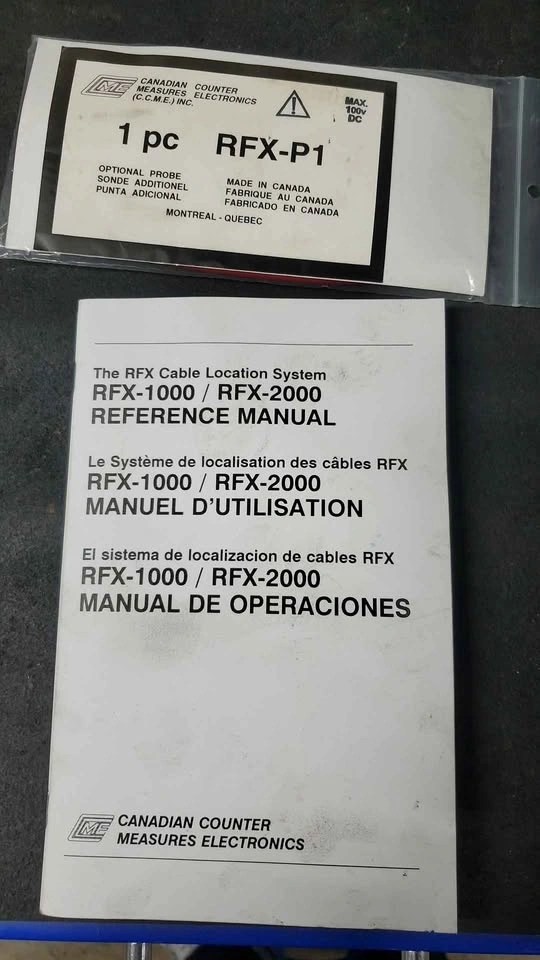 CME CANADIAN COUNTER
MEASURES ELECTRONICS
(C.C.M.E.) INC.
MAX.
100v
DC
1 pc RFX-P1
OPTIONAL PROBE
SONDE ADDITIONEL
PUNTA ADICIONAL
MADE IN CANADA
FABRIQUE AU CANADA
FABRICADO EN CANADA
MONTREAL - QUEBEC
The RFX Cable Location System
RFX-1000 / RFX-2000
REFERENCE MANUAL
Le Système de localisation des câbles RFX
RFX-1000 / RFX-2000
MANUEL D'UTILISATION
El sistema de localizacion de cables RFX
RFX-1000 / RFX-2000
MANUAL DE OPERACIONES
CME CANADIAN COUNTER
MEASURES ELECTRONICS